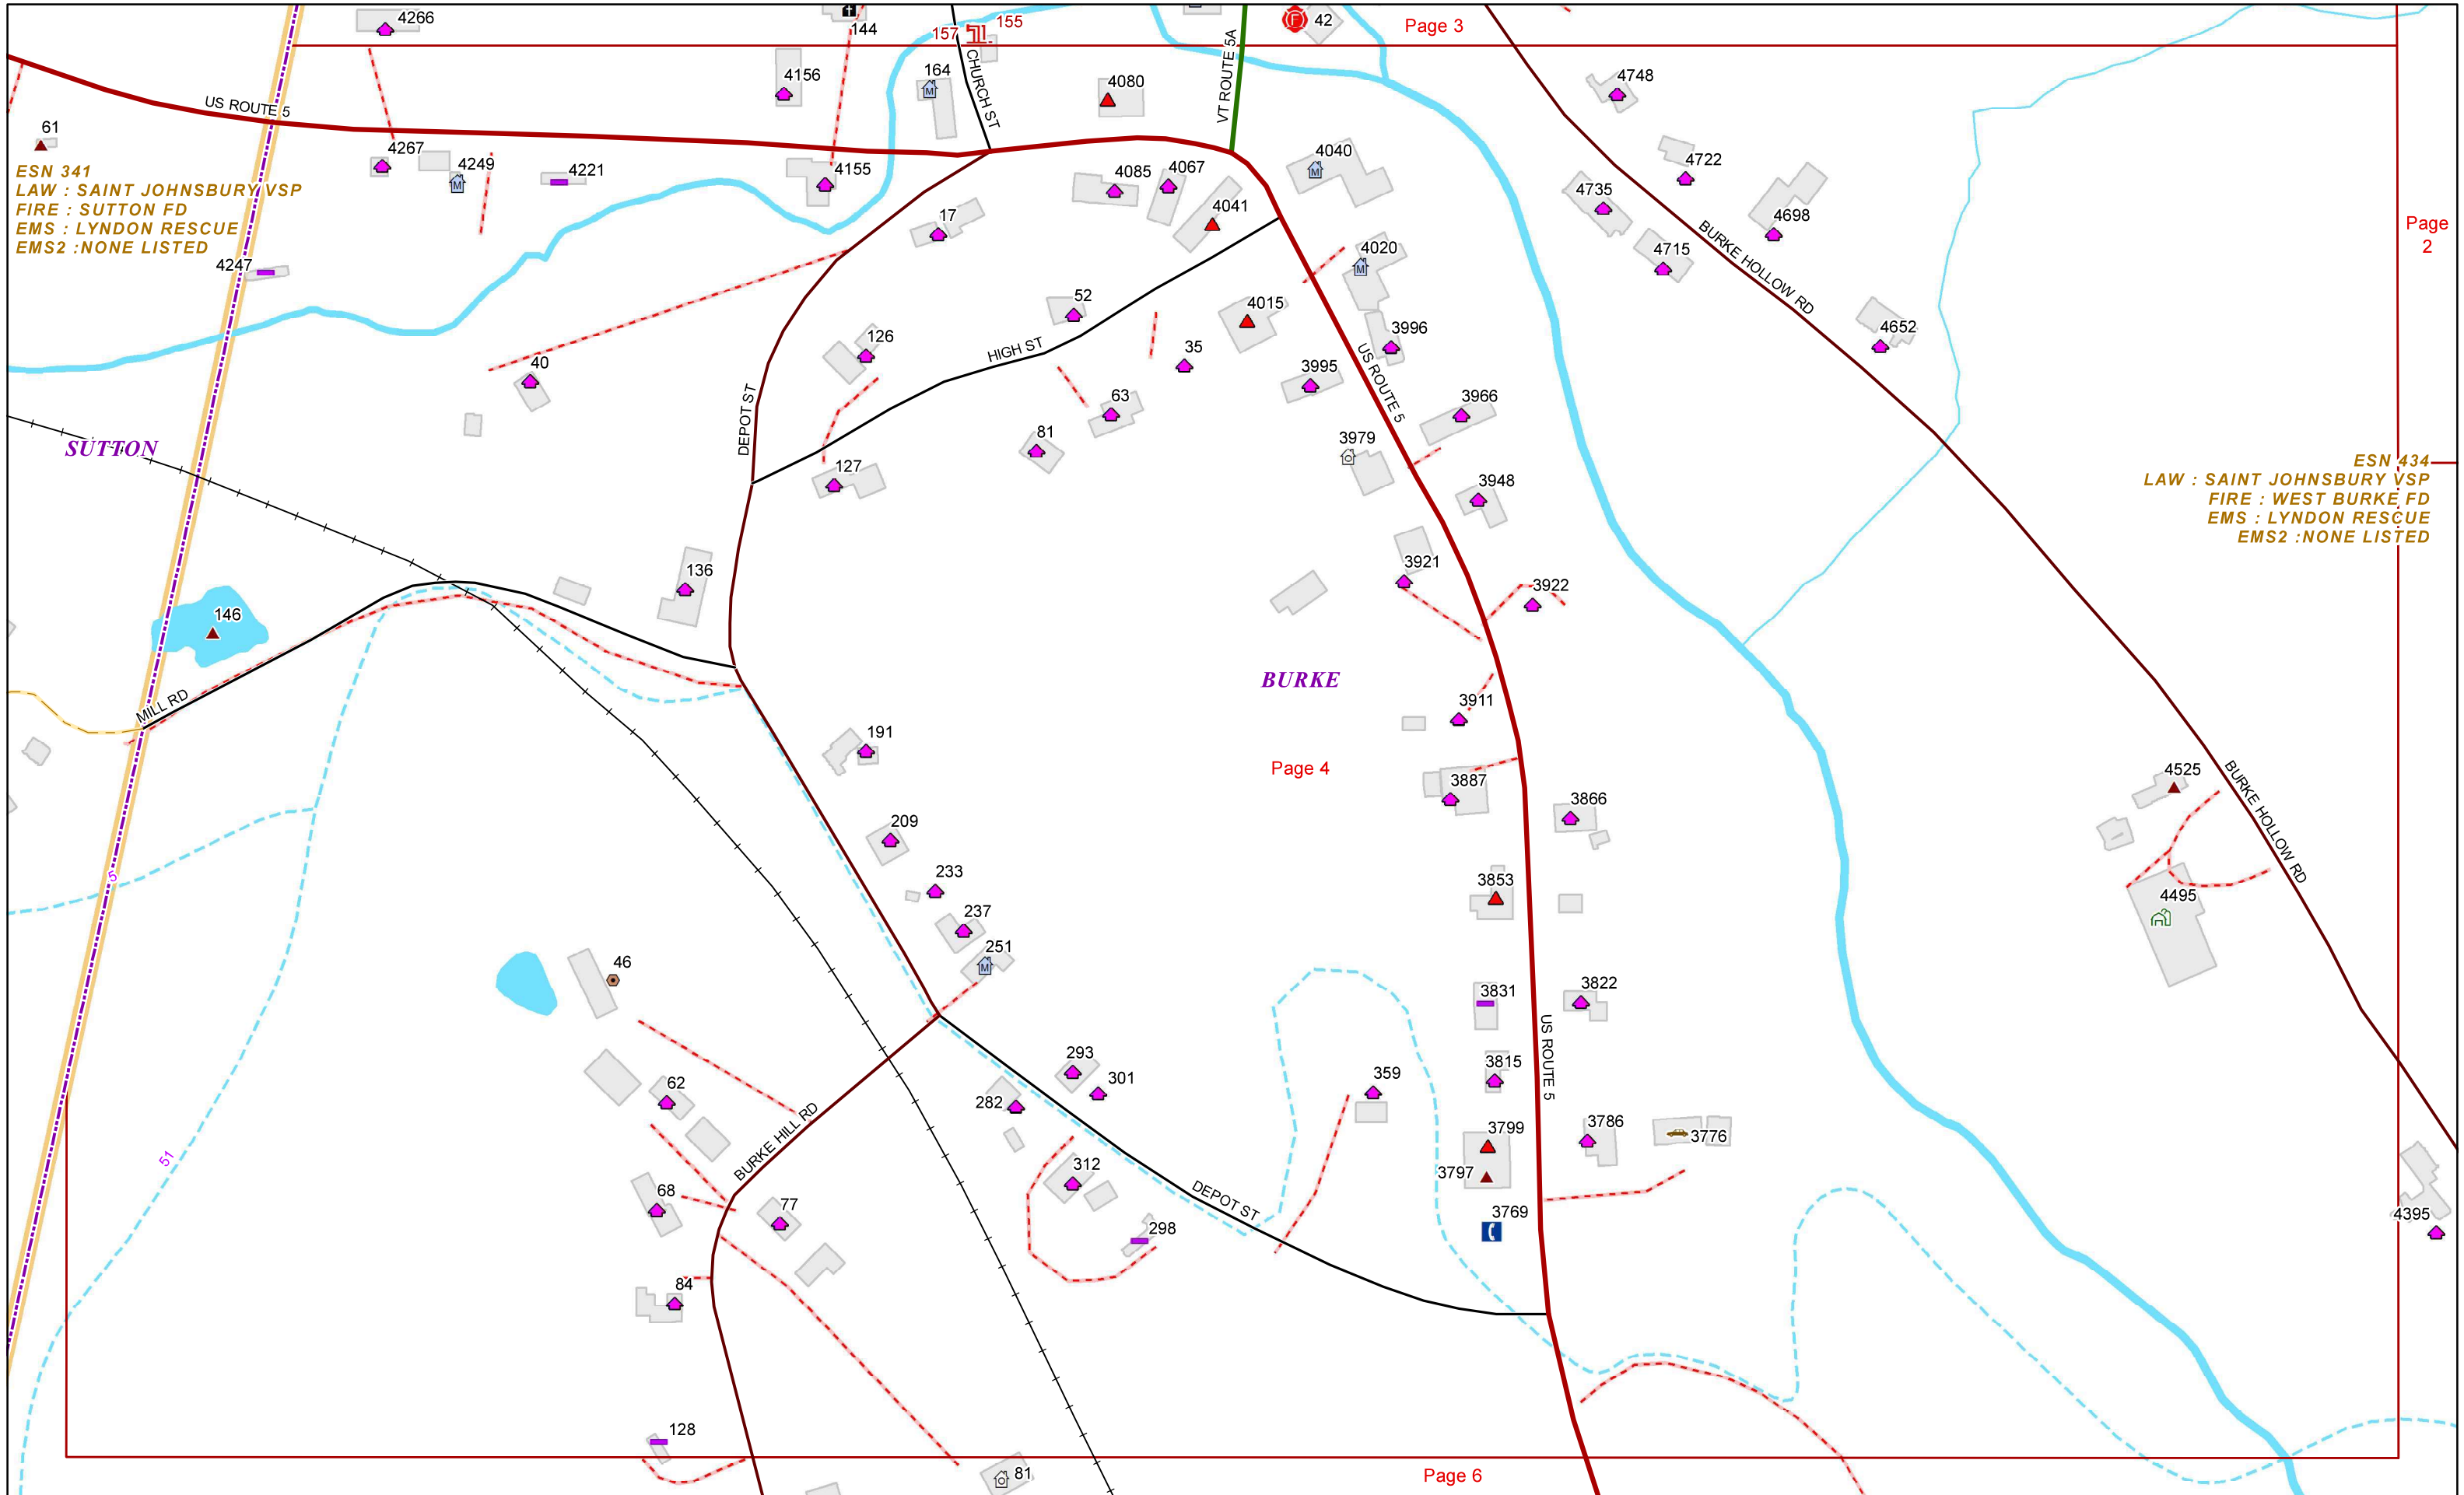 4266
144
157
155
42
Page 3
US ROUTE 5
4156
164
M
CHURCH ST
4080
VT ROUTE 5A
F
4748
61
4267
4249
M
4221
4155
4085
4067
4041
4040
M
4735
4722
4698
4715
BURKE HOLLOW RD
Page
2
ESN 341
LAW : SAINT JOHNSBURY VSP
FIRE : SUTTON FD
EMS : LYNDON RESCUE
EMS2 :NONE LISTED
4247
17
4020
M
52
4015
126
HIGH ST
35
3995
3996
US ROUTE 5
4652
40
DEPOT ST
63
81
3966
3979
SUTTON
127
3948
ESN 434
LAW : SAINT JOHNSBURY VSP
FIRE : WEST BURKE FD
EMS : LYNDON RESCUE
EMS2 :NONE LISTED
136
3921
3922
146
BURKE
MILL RD
3911
191
Page 4
3887
3866
4525
BURKE HOLLOW RD
209
5
233
3853
4495
237
251
M
46
3831
3822
US ROUTE 5
293
301
282
62
359
3815
BURKE HILL RD
51
3799
3797
3786
3776
312
68
77
DEPOT ST
298
3769
4395
84
128
81
Page 6